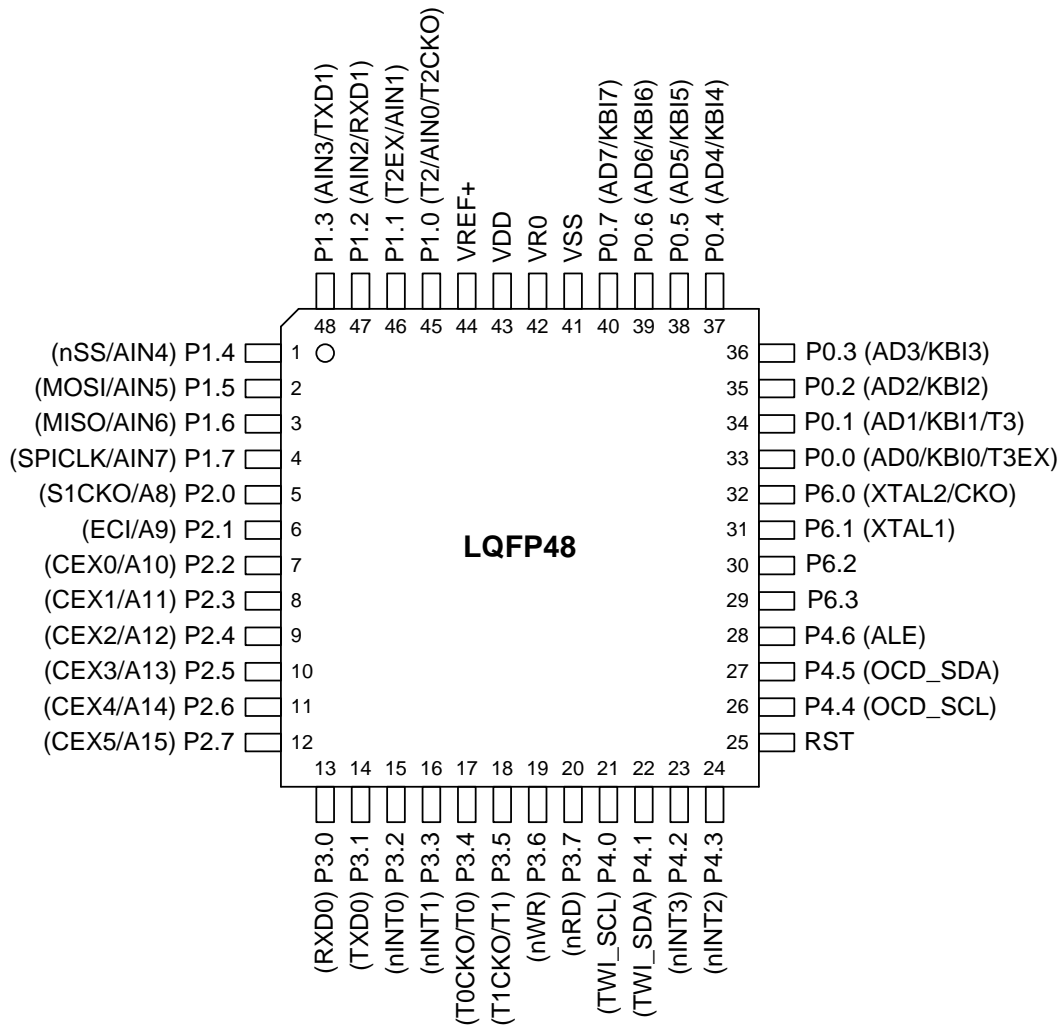 P1.3 (AIN3/TXD1)
P1.2 (AIN2/RXD1)
P1.1 (T2EX/AIN1)
P1.0 (T2/AIN0/T2CKO)
VREF+
VDD
VR0
VSS
P0.7 (AD7/KBI7)
P0.6 (AD6/KBI6)
P0.5 (AD5/KBI5)
P0.4 (AD4/KBI4)
48 47 46 45 44 43 42 41 40 39 38 37
(nSS/AIN4) P1.4 1 36 P0.3 (AD3/KBI3)
(MOSI/AIN5) P1.5 2 35 P0.2 (AD2/KBI2)
(MISO/AIN6) P1.6 3 34 P0.1 (AD1/KBI1/T3)
(SPICLK/AIN7) P1.7 4 33 P0.0 (AD0/KBI0/T3EX)
(S1CKO/A8) P2.0 5 32 P6.0 (XTAL2/CKO)
(ECI/A9) P2.1 6 31 P6.1 (XTAL1)
LQFP48
(CEX0/A10) P2.2 7 30 P6.2
(CEX1/A11) P2.3 8 29 P6.3
(CEX2/A12) P2.4 9 28 P4.6 (ALE)
(CEX3/A13) P2.5 10 27 P4.5 (OCD_SDA)
(CEX4/A14) P2.6 11 26 P4.4 (OCD_SCL)
(CEX5/A15) P2.7 12 25 RST
13 14 15 16 17 18 19 20 21 22 23 24
(RXD0) P3.0
(TXD0) P3.1
(nINT0) P3.2
(nINT1) P3.3
(T0CKO/T0) P3.4
(T1CKO/T1) P3.5
(nWR) P3.6
(nRD) P3.7
(TWI_SCL) P4.0
(TWI_SDA) P4.1
(nINT3) P4.2
(nINT2) P4.3